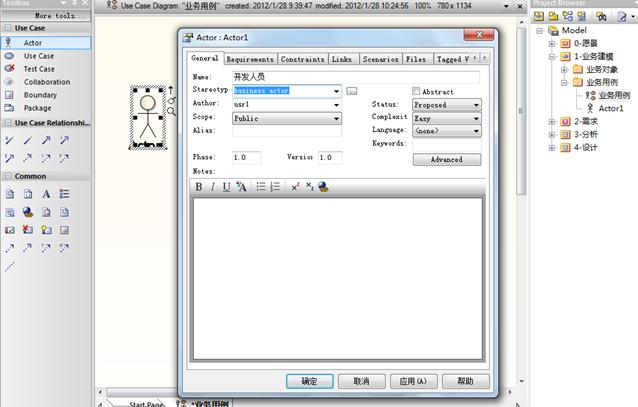 Toolbox
More tools...
Use Case
Actor
Use Case
Test Case
Collaboration
Boundary
Package
Use Case Relationshi...
Common
Use Case Diagram: "业务用例" created: 2012/1/28 9:39:47 modified: 2012/1/28 10:24:56 100% 780 x 1134
Actor : Actor1
General Requirements Constraints Links Scenarios Files Tagged V
Name: 开发人员
Stereotyp business actor ... Abstract
Author: usr1 Status: Proposed
Scope: Public Complexit Easy
Alias: Language: <none>
Keywords:
Phase: 1.0 Versio: 1.0 Advanced
Notes:
B I U A
确定 取消 应用(A) 帮助
Start Page *业务用例
Project Browser
Model
0-愿景
1-业务建模
业务对象
业务用例
业务用例
Actor1
2-需求
3-分析
4-设计